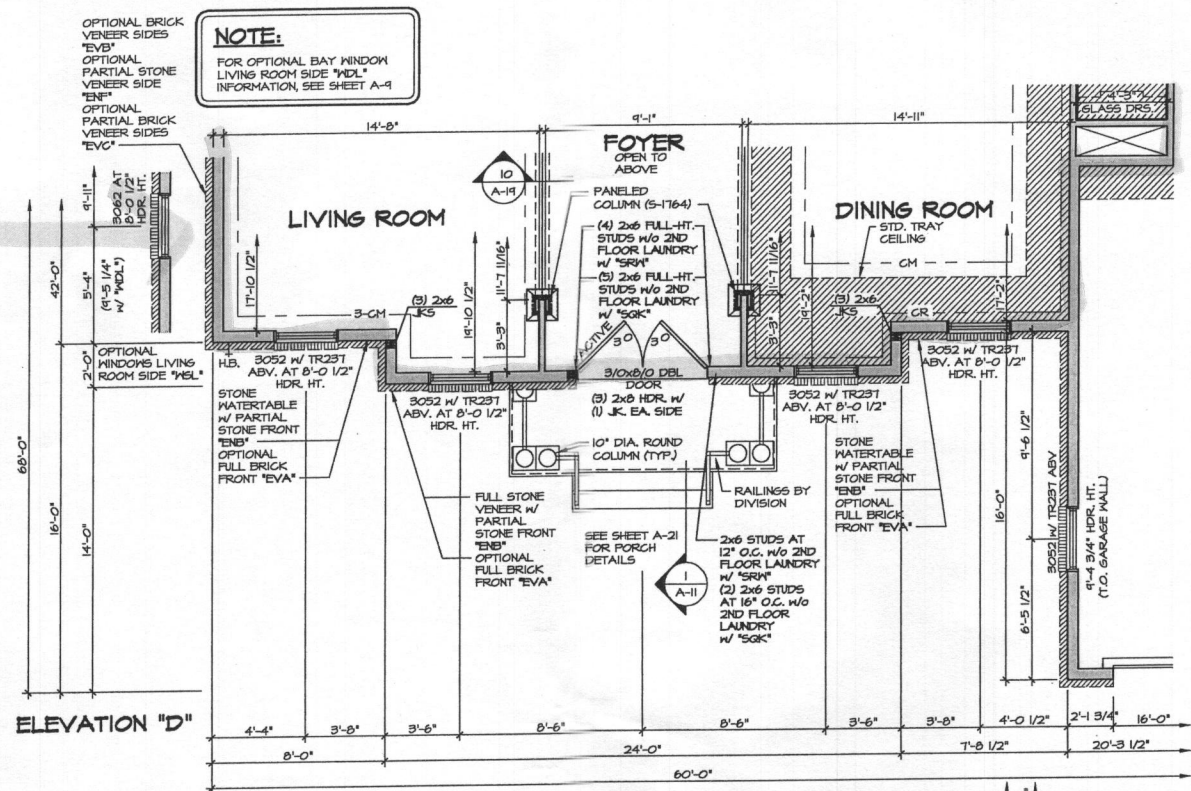 OPTIONAL BRICK
VENEER SIDES
"EVB"
OPTIONAL
PARTIAL STONE
VENEER SIDE
"ENF"
OPTIONAL
PARTIAL BRICK
VENEER SIDES
"EVC"
NOTE:
FOR OPTIONAL BAY WINDOW
LIVING ROOM SIDE "WDL"
INFORMATION, SEE SHEET A-9
14'-8"
9'-1"
14'-11"
GLASS DRS.
FOYER
OPEN TO
ABOVE
10
A-19
PANELED
COLUMN (S-1764)
LIVING ROOM
DINING ROOM
STD. TRAY
CEILING
CM
(4) 2x6 FULL-HT.
STUDS W/o 2ND
FLOOR LAUNDRY
W/ "SRW"
(5) 2x6 FULL-HT.
STUDS W/o 2ND
FLOOR LAUNDRY
W/ "SQK"
9'-11"
3062 AT
8'-0 1/2"
HDR. HT.
5'-4"
(9'-5 1/4"
W/ "WDL")
42'-0"
2'-0"
68'-0"
16'-0"
14'-0"
17'-10 1/2"
3-CM
(3) 2x6
JKS
19'-10 1/2"
11'-7 11/16"
3'-3"
ACTIVE
3'0"
3'0"
11'-7 11/16"
3'-3"
19'-2"
(3) 2x6
JKS
CR
17'-2"
OPTIONAL
WINDOWS LIVING
ROOM SIDE "WSL"
H.B.
3052 W/ TR237
ABV. AT 8'-0 1/2"
HDR. HT.
3052 W/ TR237
ABV. AT 8'-0 1/2"
HDR. HT.
3/0x8/0 DBL
DOOR
(3) 2x8 HDR. W/
(1) JK. EA. SIDE
3052 W/ TR237
ABV. AT 8'-0 1/2"
HDR. HT.
3052 W/ TR237
ABV. AT 8'-0 1/2"
HDR. HT.
STONE
WATERTABLE
W/ PARTIAL
STONE FRONT
"ENB"
OPTIONAL
FULL BRICK
FRONT "EVA"
10" DIA. ROUND
COLUMN (TYP.)
FULL STONE
VENEER W/
PARTIAL
STONE FRONT
"ENB"
OPTIONAL
FULL BRICK
FRONT "EVA"
SEE SHEET A-21
FOR PORCH
DETAILS
RAILINGS BY
DIVISION
1
A-11
2x6 STUDS AT
12" O.C. W/o 2ND
FLOOR LAUNDRY
W/ "SRW"
(2) 2x6 STUDS
AT 16" O.C. W/o
2ND FLOOR
LAUNDRY
W/ "SQK"
STONE
WATERTABLE
W/ PARTIAL
STONE FRONT
"ENB"
OPTIONAL
FULL BRICK
FRONT "EVA"
9'-6 1/2"
16'-0"
6'-5 1/2"
3052 W/ TR237 ABV
9'-4 3/4" HDR. HT.
(T.O. GARAGE WALL)
ELEVATION "D"
4'-4"
3'-8"
3'-6"
8'-6"
8'-6"
3'-6"
3'-8"
4'-0 1/2"
2'-1 3/4"
16'-0"
8'-0"
24'-0"
7'-8 1/2"
20'-3 1/2"
60'-0"